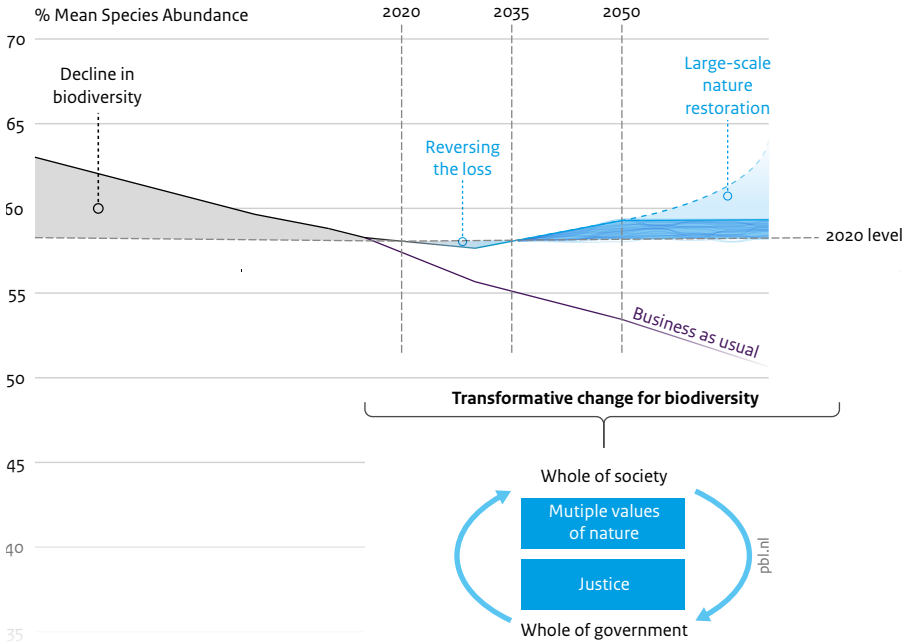 % Mean Species Abundance
2020
2035
2050
70
Decline in
biodiversity
Large-scale
nature
restoration
65
Reversing
the loss
60
2020 level
55
Business as usual
50
Transformative change for biodiversity
45
Whole of society
Mutiple values
of nature
40
pbl.nl
Justice
Whole of government
35